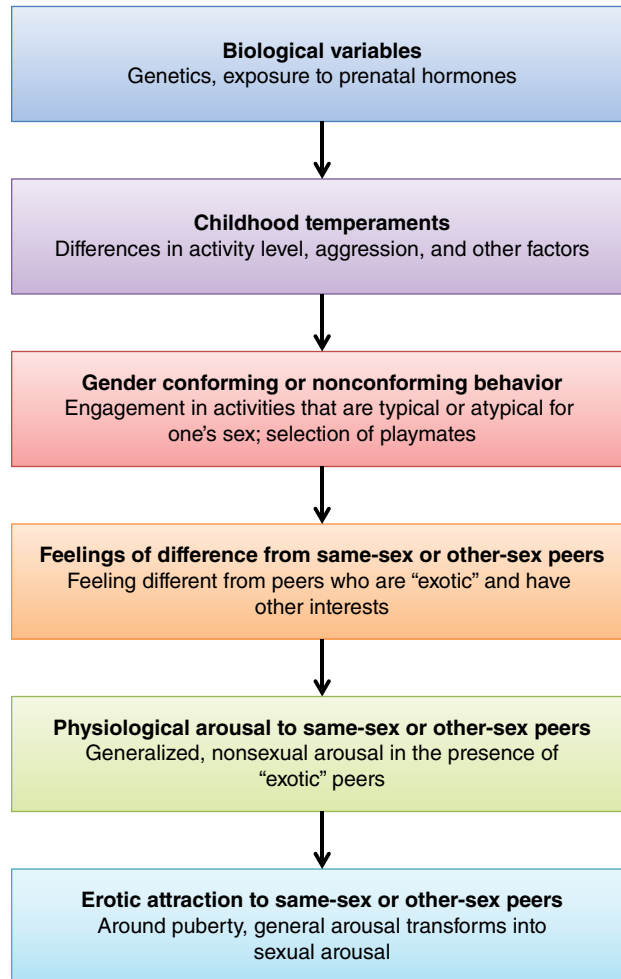 Biological variables
Genetics, exposure to prenatal hormones
Childhood temperaments
Differences in activity level, aggression, and other factors
Gender conforming or nonconforming behavior
Engagement in activities that are typical or atypical for
one’s sex; selection of playmates
Feelings of difference from same-sex or other-sex peers
Feeling different from peers who are “exotic” and have
other interests
Physiological arousal to same-sex or other-sex peers
Generalized, nonsexual arousal in the presence of
“exotic” peers
Erotic attraction to same-sex or other-sex peers
Around puberty, general arousal transforms into
sexual arousal